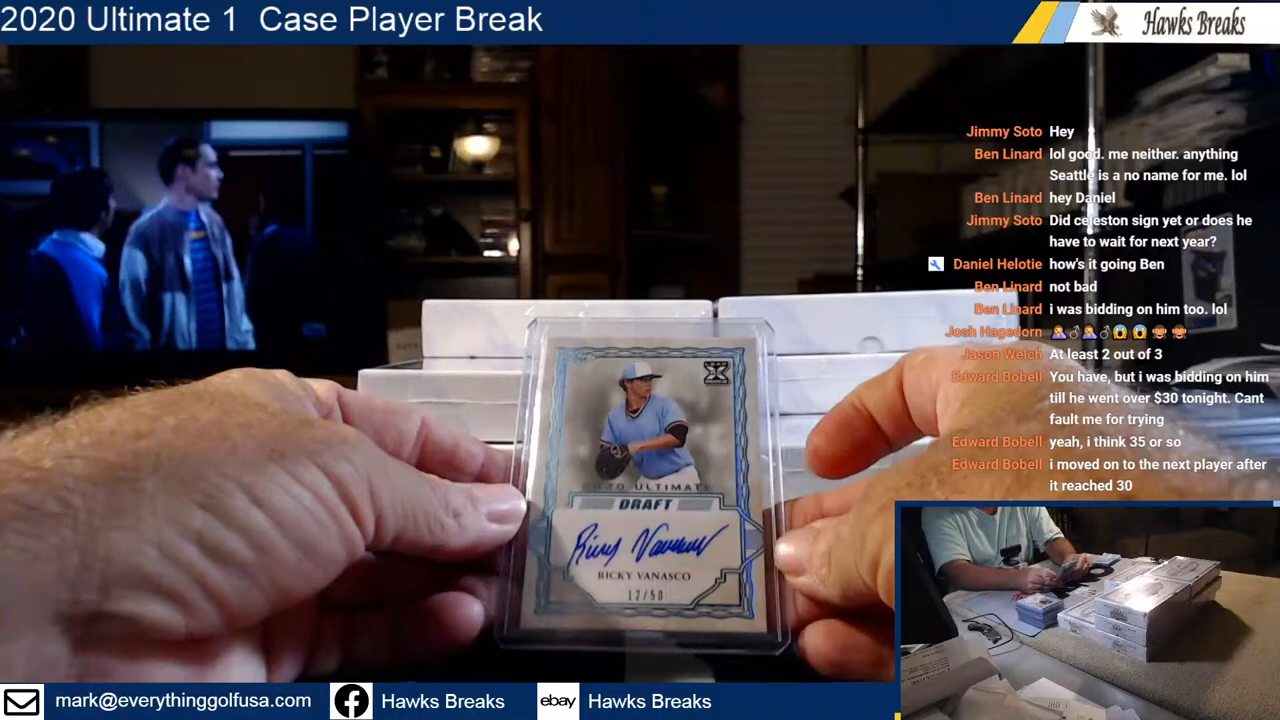 2020 Ultimate 1 Case Player Break
Hawks Breaks
Jimmy Soto Hey
Ben Linard lol good. me neither. anything
Seattle is a no name for me. lol
Ben Linard hey Daniel
Jimmy Soto Did celeston sign yet or does he
have to wait for next year?
Daniel Helotie how's it going Ben
Ben Linard not bad
Ben Linard i was bidding on him too. lol
Josh Hagedorn 🤦‍♂🤦‍♂😱😱🙈🙈
Jason Welch At least 2 out of 3
Edward Bobell You have, but i was bidding on him
till he went over $30 tonight. Cant
fault me for trying
Edward Bobell yeah, i think 35 or so
Edward Bobell i moved on to the next player after
it reached 30
2020 ULTIMATE
DRAFT
Ricky Vanasco
RICKY VANASCO
12/50
mark@everythinggolfusa.com
Hawks Breaks
ebay Hawks Breaks